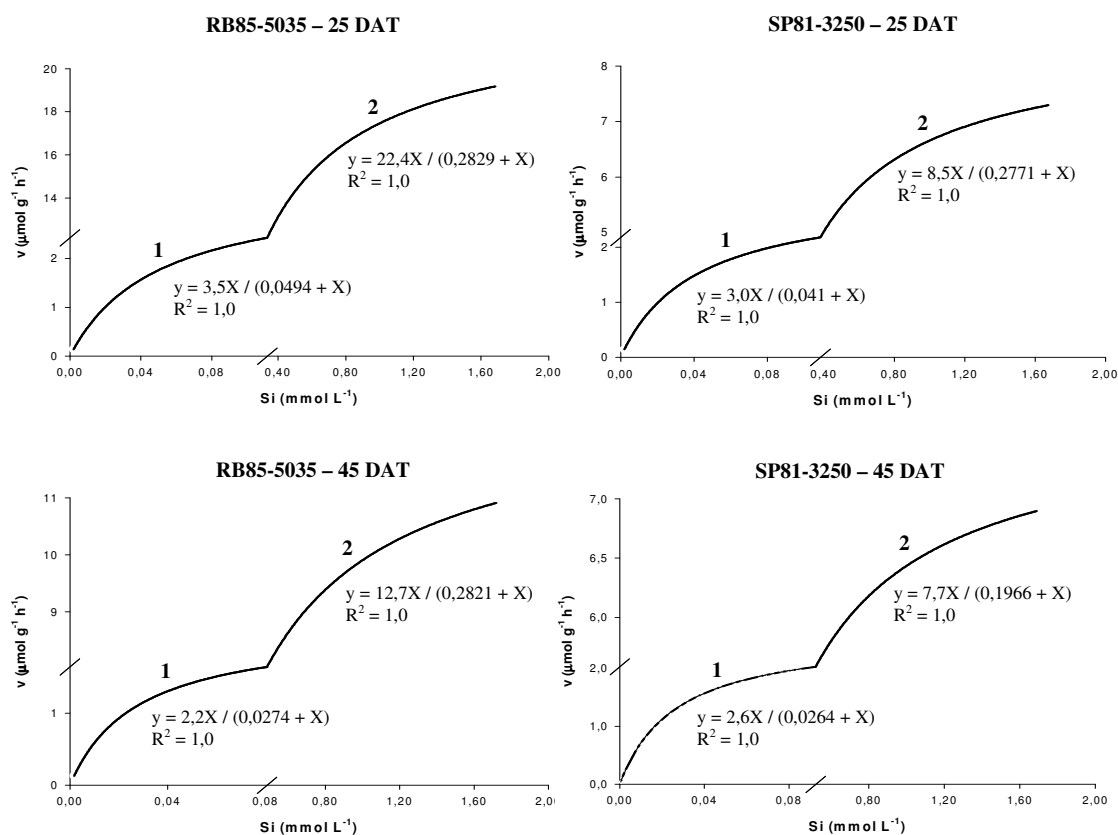 RB85-5035 – 25 DAT
20
18
16
14
2
1
0
v (µmol g⁻¹ h⁻¹)
1
2
y = 22,4X / (0,2829 + X)
R² = 1,0
y = 3,5X / (0,0494 + X)
R² = 1,0
0,00 0,04 0,08 0,40 0,80 1,20 1,60 2,00
Si (mmol L⁻¹)
SP81-3250 – 25 DAT
8
7
6
5
2
1
0
v (µmol g⁻¹ h⁻¹)
1
2
y = 8,5X / (0,2771 + X)
R² = 1,0
y = 3,0X / (0,041 + X)
R² = 1,0
0,00 0,04 0,08 0,40 0,80 1,20 1,60 2,00
Si (mmol L⁻¹)
RB85-5035 – 45 DAT
11
10
9
1
0
v (µmol g⁻¹ h⁻¹)
1
2
y = 12,7X / (0,2821 + X)
R² = 1,0
y = 2,2X / (0,0274 + X)
R² = 1,0
0,00 0,04 0,08 0,80 1,20 1,60 2,0
Si (mmol L⁻¹)
SP81-3250 – 45 DAT
7,0
6,5
6,0
2,0
1,0
0,0
v (µmol g⁻¹ h⁻¹)
1
2
y = 7,7X / (0,1966 + X)
R² = 1,0
y = 2,6X / (0,0264 + X)
R² = 1,0
0,00 0,04 0,08 0,80 1,20 1,60 2,00
Si (mmol L⁻¹)